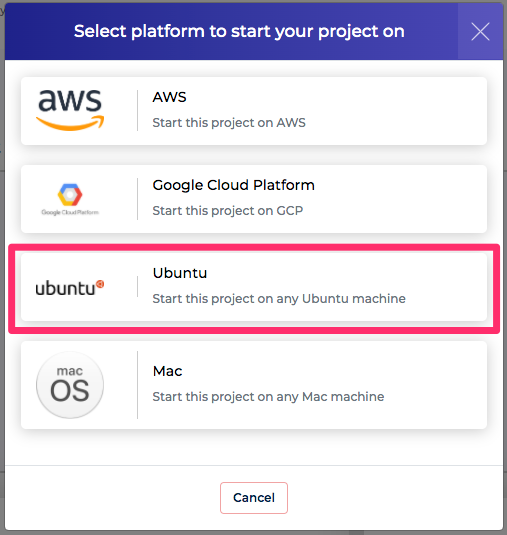 Select platform to start your project on
aws
AWS
Start this project on AWS
Google Cloud Platform
Google Cloud Platform
Start this project on GCP
ubuntu
Ubuntu
Start this project on any Ubuntu machine
mac
OS
Mac
Start this project on any Mac machine
Cancel